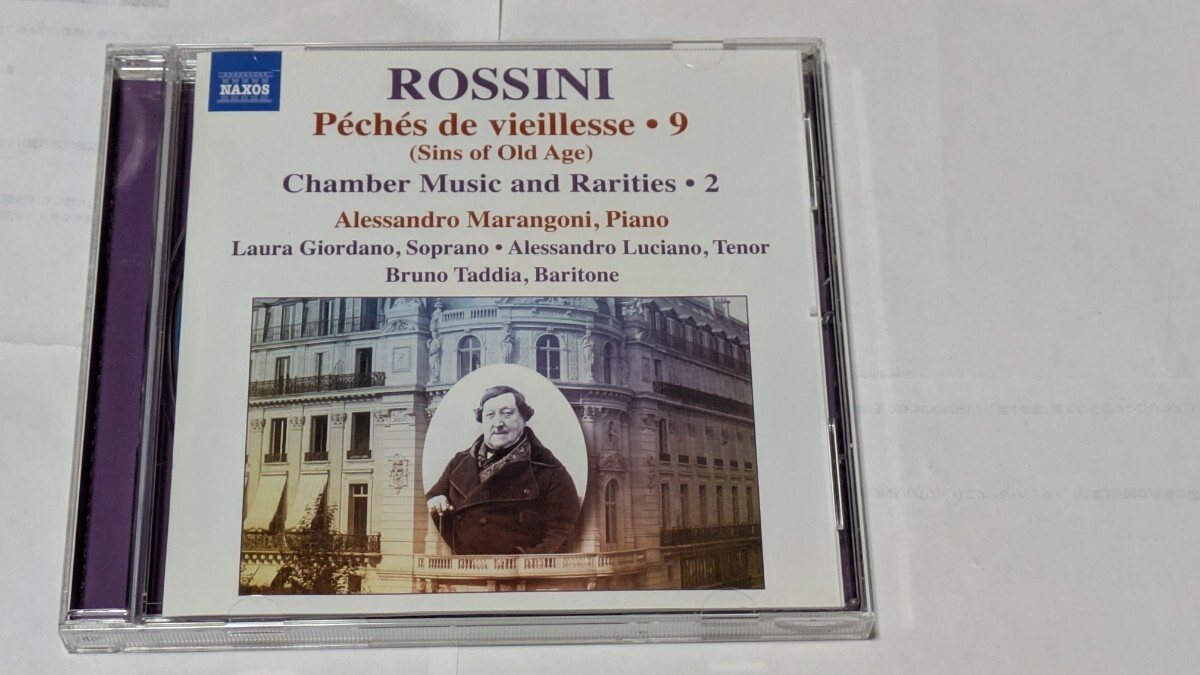 NAXOS
ROSSINI
Péchés de vieillesse • 9
(Sins of Old Age)
Chamber Music and Rarities • 2
Alessandro Marangoni, Piano
Laura Giordano, Soprano • Alessandro Luciano, Tenor
Bruno Taddia, Baritone